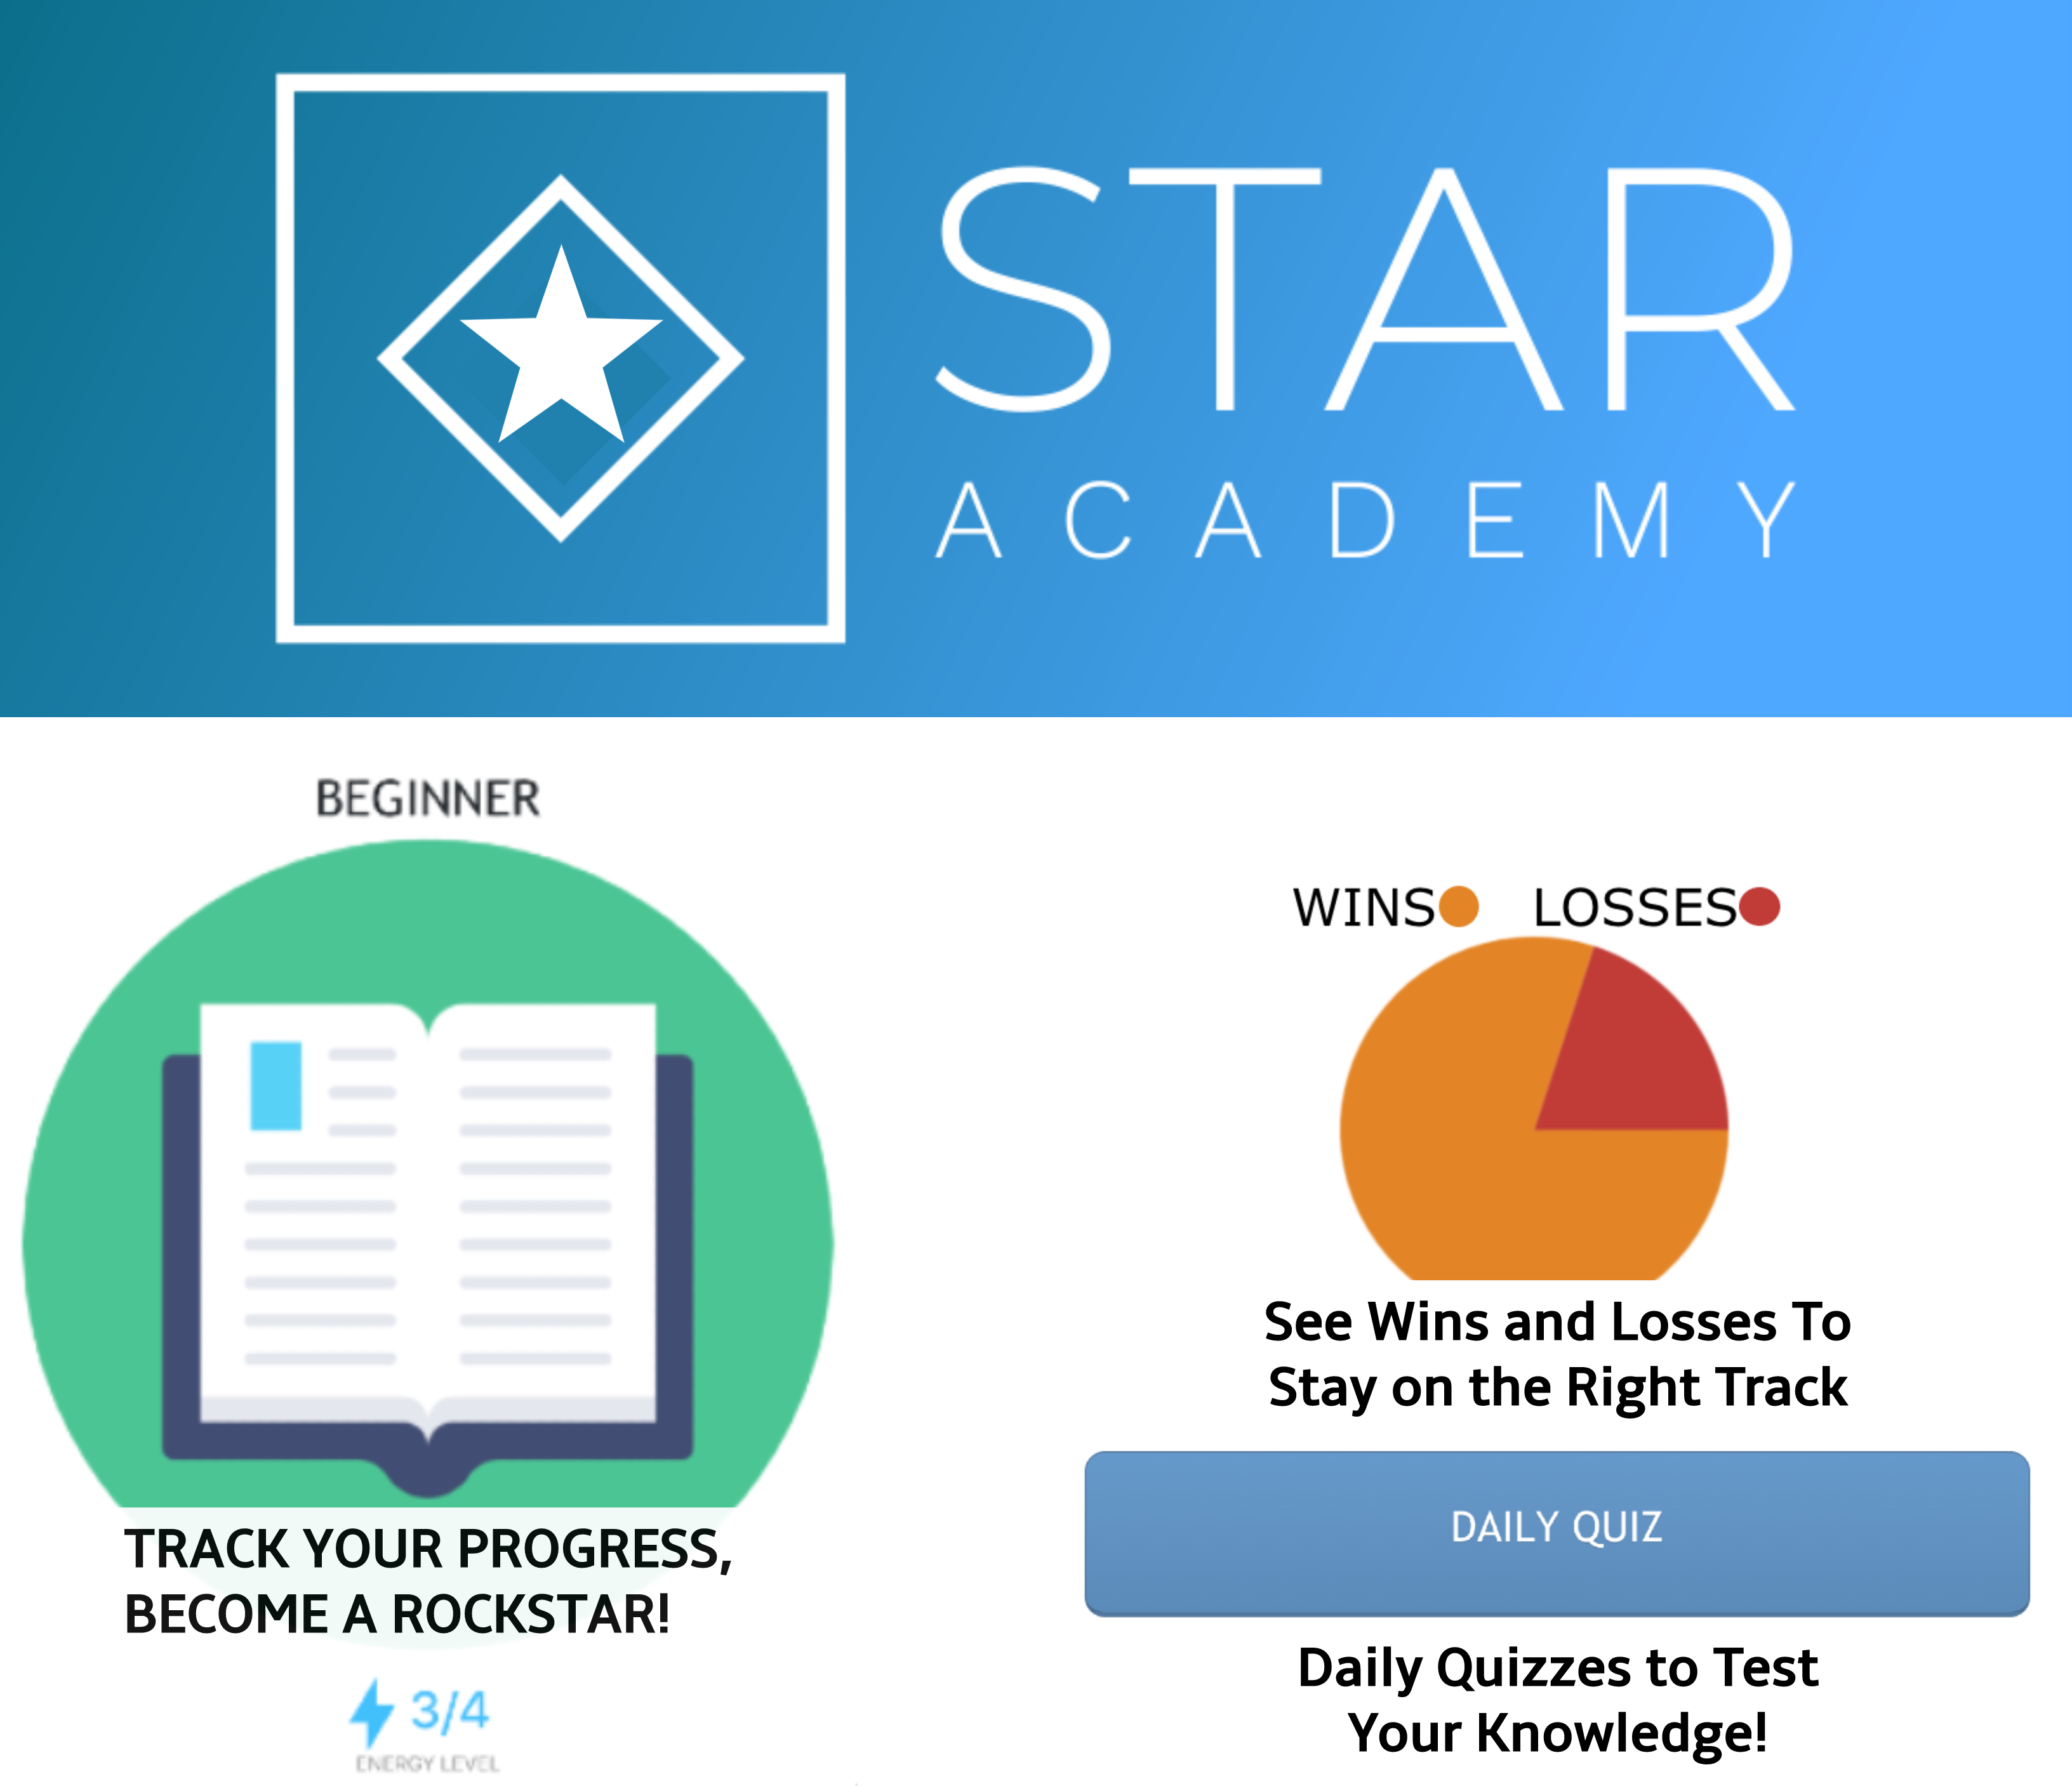 STAR
ACADEMY
BEGINNER
TRACK YOUR PROGRESS,
BECOME A ROCKSTAR!
3/4
ENERGY LEVEL
WINS LOSSES
See Wins and Losses To
Stay on the Right Track
DAILY QUIZ
Daily Quizzes to Test
Your Knowledge!